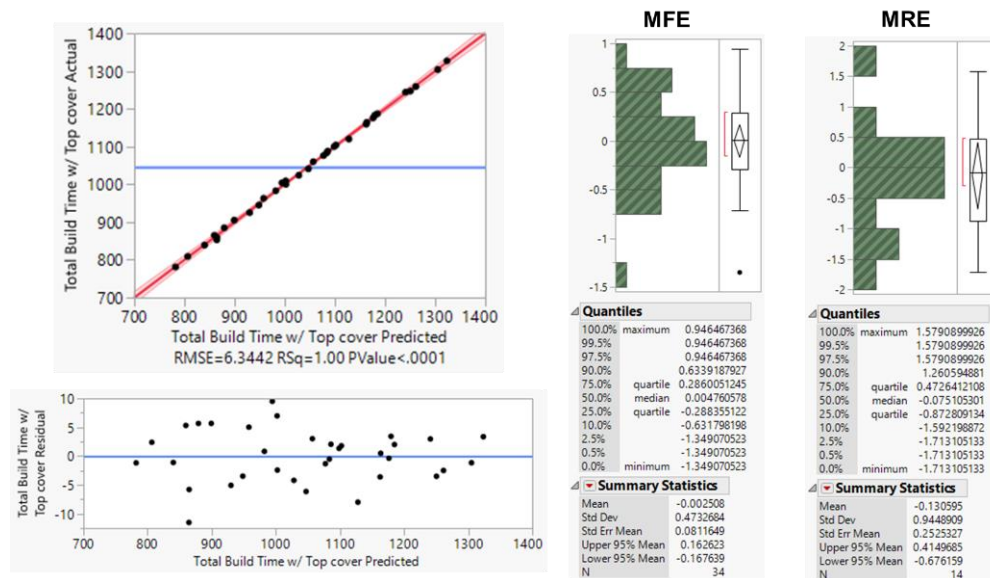 MFE
MRE
Total Build Time w/ Top cover Actual
1400
1300
1200
1100
1000
900
800
700
700 800 900 1000 1100 1200 1300 1400
Total Build Time w/ Top cover Predicted
RMSE=6.3442 RSq=1.00 PValue<.0001
Total Build Time w/
Top cover Residual
10
5
0
-5
-10
700 800 900 1000 1100 1200 1300 1400
Total Build Time w/ Top cover Predicted
1
0.5
0
-0.5
-1
-1.5
Quantiles
100.0% maximum 0.946467368
99.5% 0.946467368
97.5% 0.946467368
90.0% 0.6339187927
75.0% quartile 0.2860051245
50.0% median 0.004760578
25.0% quartile -0.288355122
10.0% -0.631798198
2.5% -1.349070523
0.5% -1.349070523
0.0% minimum -1.349070523
Summary Statistics
Mean -0.002508
Std Dev 0.4732684
Std Err Mean 0.0811649
Upper 95% Mean 0.162623
Lower 95% Mean -0.167639
N 34
2
1.5
1
0.5
0
-0.5
-1
-1.5
-2
Quantiles
100.0% maximum 1.5790899926
99.5% 1.5790899926
97.5% 1.5790899926
90.0% 1.260594881
75.0% quartile 0.4726412108
50.0% median -0.075105301
25.0% quartile -0.872809134
10.0% -1.592198872
2.5% -1.713105133
0.5% -1.713105133
0.0% minimum -1.713105133
Summary Statistics
Mean -0.130595
Std Dev 0.9448909
Std Err Mean 0.2525327
Upper 95% Mean 0.4149685
Lower 95% Mean -0.676159
N 14